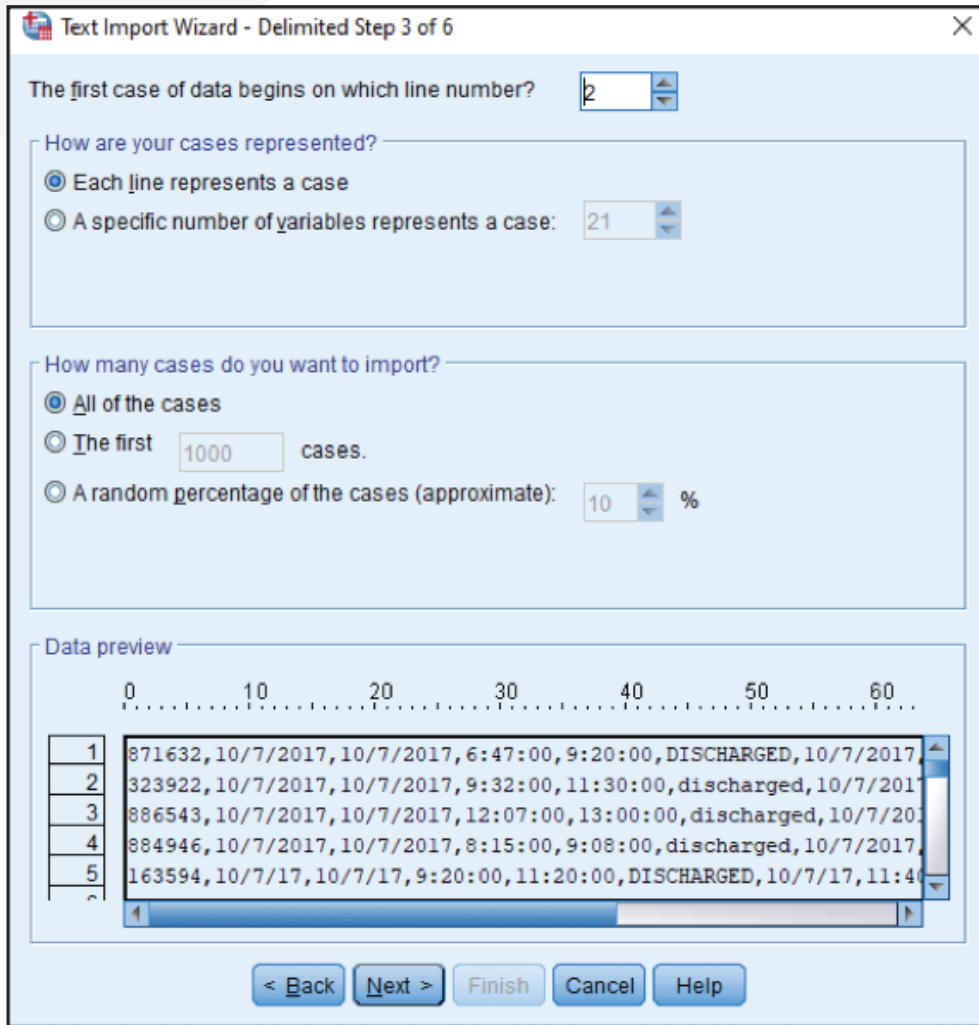 Text Import Wizard - Delimited Step 3 of 6
The first case of data begins on which line number? 2
How are your cases represented?
Each line represents a case
A specific number of variables represents a case: 21
How many cases do you want to import?
All of the cases
The first 1000 cases.
A random percentage of the cases (approximate): 10 %
Data preview
0 10 20 30 40 50 60
1 871632,10/7/2017,10/7/2017,6:47:00,9:20:00,DISCHARGED,10/7/2017,
2 323922,10/7/2017,10/7/2017,9:32:00,11:30:00,discharged,10/7/2017
3 886543,10/7/2017,10/7/2017,12:07:00,13:00:00,discharged,10/7/201
4 884946,10/7/2017,10/7/2017,8:15:00,9:08:00,discharged,10/7/2017,
5 163594,10/7/17,10/7/17,9:20:00,11:20:00,DISCHARGED,10/7/17,11:40
< Back Next > Finish Cancel Help